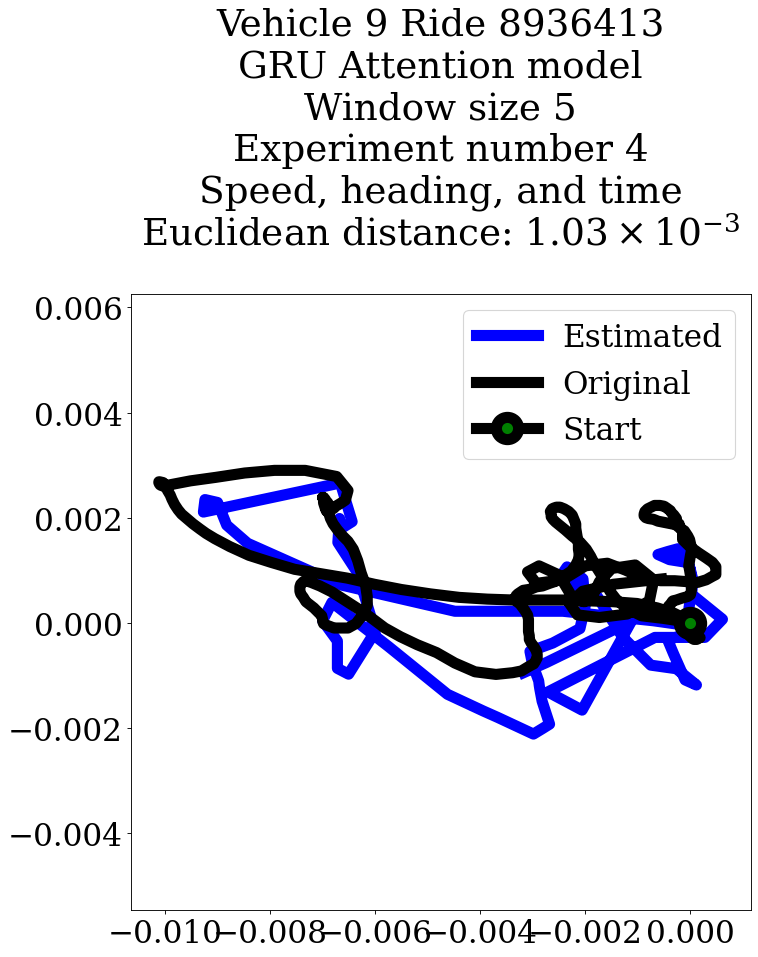 Vehicle 9 Ride 8936413
GRU Attention model
Window size 5
Experiment number 4
Speed, heading, and time
Euclidean distance: 1.03 × 10⁻³
0.006
0.004
0.002
0.000
−0.002
−0.004
Estimated
Original
Start
−0.010 −0.008 −0.006 −0.004 −0.002 0.000